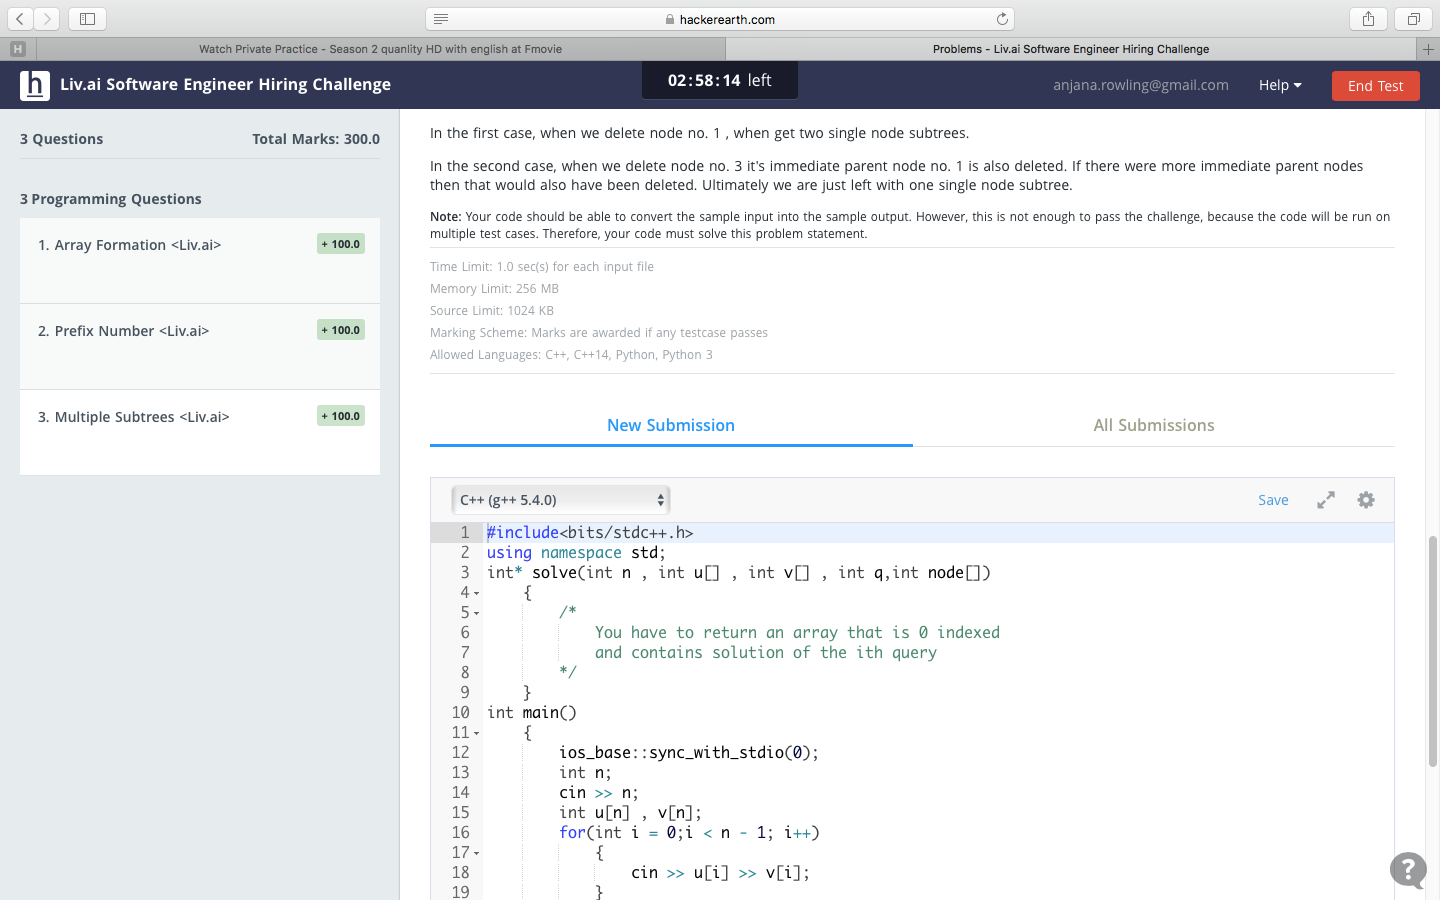 hackerearth.com
H
Watch Private Practice - Season 2 quanlity HD with english at Fmovie
Problems - Liv.ai Software Engineer Hiring Challenge
h
Liv.ai Software Engineer Hiring Challenge
02:58:14 left
anjana.rowling@gmail.com
Help
End Test
3 Questions
Total Marks: 300.0
3 Programming Questions
1. Array Formation <Liv.ai>
+ 100.0
2. Prefix Number <Liv.ai>
+ 100.0
3. Multiple Subtrees <Liv.ai>
+ 100.0
In the first case, when we delete node no. 1 , when get two single node subtrees.
In the second case, when we delete node no. 3 it's immediate parent node no. 1 is also deleted. If there were more immediate parent nodes
then that would also have been deleted. Ultimately we are just left with one single node subtree.
Note: Your code should be able to convert the sample input into the sample output. However, this is not enough to pass the challenge, because the code will be run on
multiple test cases. Therefore, your code must solve this problem statement.
Time Limit: 1.0 sec(s) for each input file
Memory Limit: 256 MB
Source Limit: 1024 KB
Marking Scheme: Marks are awarded if any testcase passes
Allowed Languages: C++, C++14, Python, Python 3
New Submission
All Submissions
C++ (g++ 5.4.0)
Save
1 #include<bits/stdc++.h>
2 using namespace std;
3 int* solve(int n , int u[] , int v[] , int q,int node[])
4 {
5 /*
6 You have to return an array that is 0 indexed
7 and contains solution of the ith query
8 */
9 }
10 int main()
11 {
12 ios_base::sync_with_stdio(0);
13 int n;
14 cin >> n;
15 int u[n] , v[n];
16 for(int i = 0;i < n - 1; i++)
17 {
18 cin >> u[i] >> v[i];
19 }
?